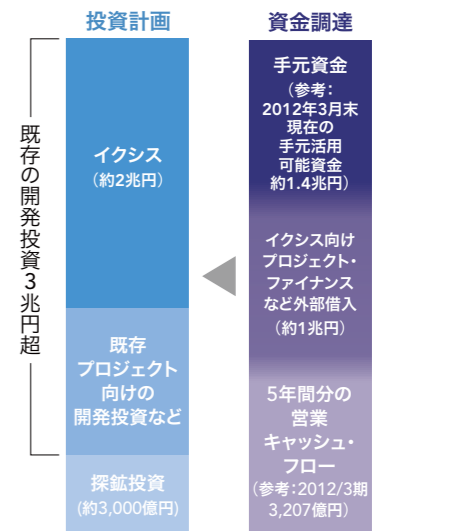 投資計画
資金調達
既存の開発投資3兆円超
イクシス
（約2兆円）
既存
プロジェクト
向けの
開発投資など
探鉱投資
(約3,000億円)
手元資金
（参考：
2012年3月末
現在の
手元活用
可能資金
約1.4兆円）
イクシス向け
プロジェクト・
ファイナンス
など外部借入
（約1兆円）
5年間分の
営業
キャッシュ・
フロー
（参考：2012/3期
3,207億円)